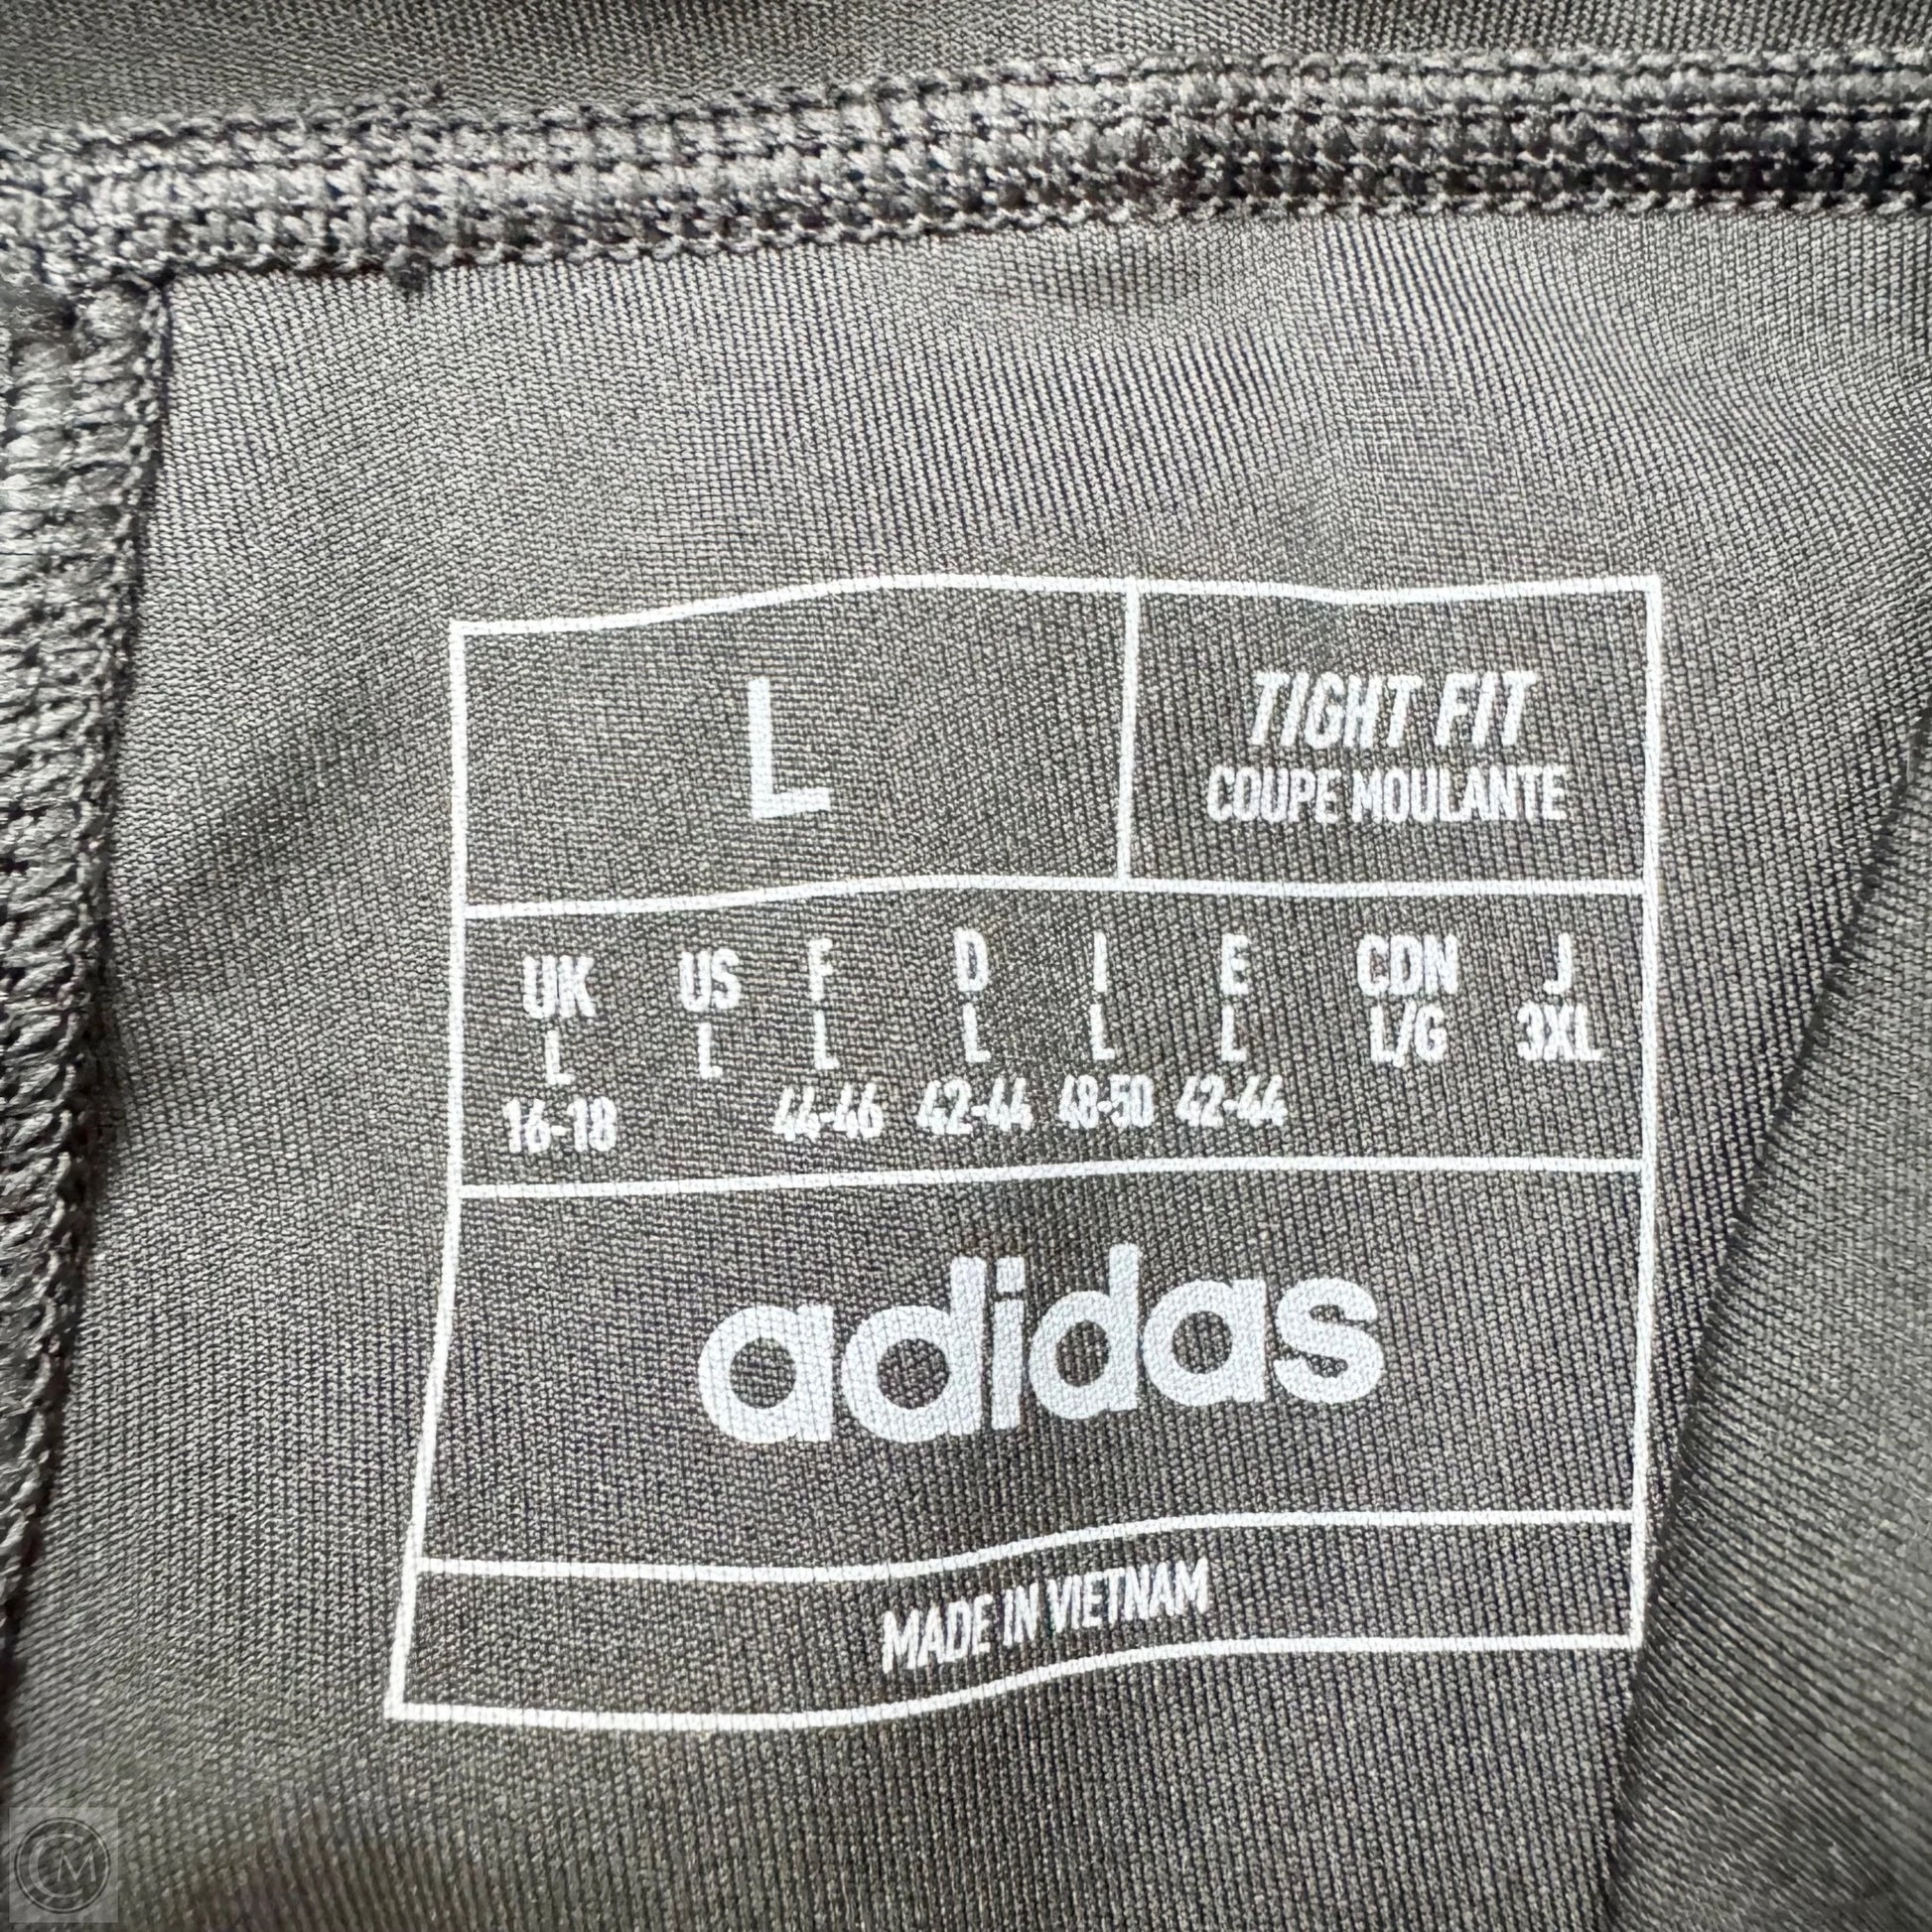 L
TIGHT FIT
COUPE MOULANTE
UK US F D I E CDN J
L L L L L L L/G 3XL
16-18 44-46 42-44 48-50 42-44
adidas
MADE IN VIETNAM
CM